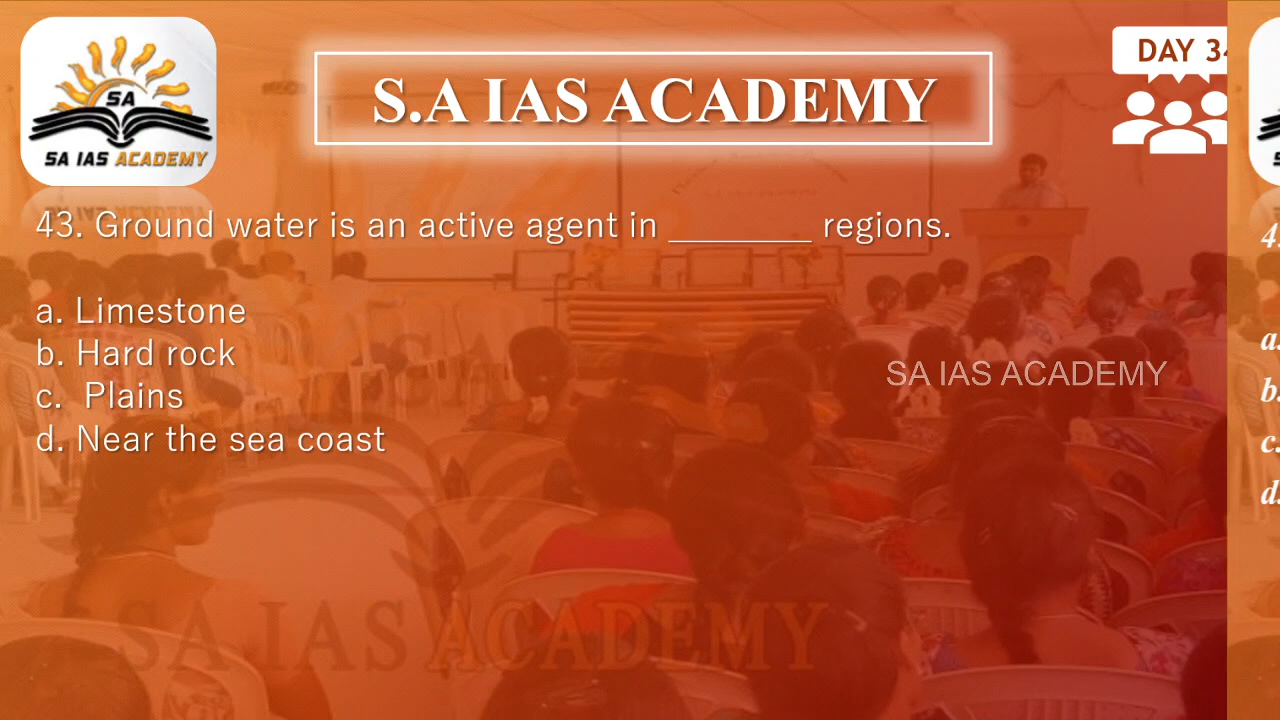 SA
SA IAS ACADEMY
S.A IAS ACADEMY
DAY 34
43. Ground water is an active agent in ________ regions.
a. Limestone
b. Hard rock
c. Plains
d. Near the sea coast
SA IAS ACADEMY
SA IAS ACADEMY
a.
b.
c.
d.